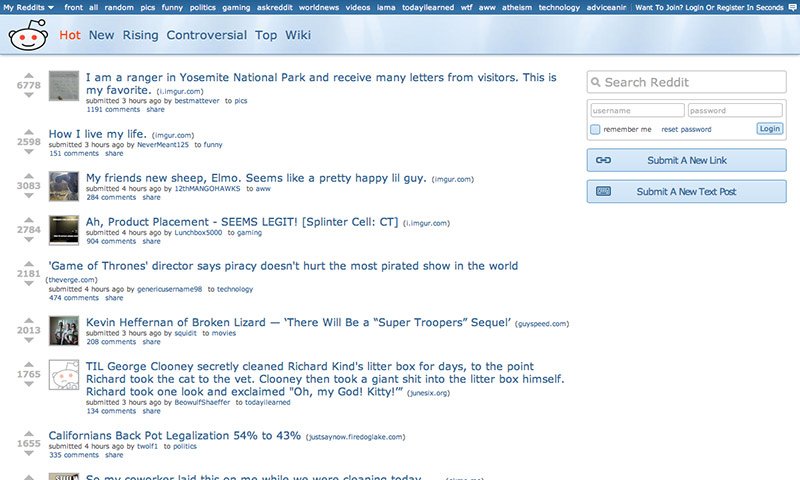 My Reddits front all random pics funny politics gaming askreddit worldnews videos iama todayilearned wtf aww atheism technology adviceanin Want To Join? Login Or Register In Seconds
Hot New Rising Controversial Top Wiki
6778
I am a ranger in Yosemite National Park and receive many letters from visitors. This is
my favorite. (i.imgur.com)
submitted 3 hours ago by bestmattever to pics
1191 comments share
2598
How I live my life. (imgur.com)
submitted 3 hours ago by NeverMeant125 to funny
151 comments share
3083
My friends new sheep, Elmo. Seems like a pretty happy lil guy. (i.imgur.com)
submitted 4 hours ago by 12thMANGOHAWKS to aww
284 comments share
2784
Ah, Product Placement - SEEMS LEGIT! [Splinter Cell: CT] (i.imgur.com)
submitted 4 hours ago by Lunchbox5000 to gaming
904 comments share
2181
'Game of Thrones' director says piracy doesn't hurt the most pirated show in the world
(theverge.com)
submitted 4 hours ago by genericusername98 to technology
474 comments share
2013
Kevin Heffernan of Broken Lizard — ‘There Will Be a “Super Troopers” Sequel’ (guyspeed.com)
submitted 3 hours ago by squidit to movies
208 comments share
1765
TIL George Clooney secretly cleaned Richard Kind's litter box for days, to the point
Richard took the cat to the vet. Clooney then took a giant shit into the litter box himself.
Richard took one look and exclaimed "Oh, my God! Kitty!’” (junesix.org)
submitted 3 hours ago by BeowulfShaeffer to todayilearned
134 comments share
1655
Californians Back Pot Legalization 54% to 43% (justsaynow.firedoglake.com)
submitted 4 hours ago by twolf1 to politics
335 comments share
So my coworker laid this on me while we were cleaning today
Search Reddit
username password
remember me reset password Login
Submit A New Link
Submit A New Text Post